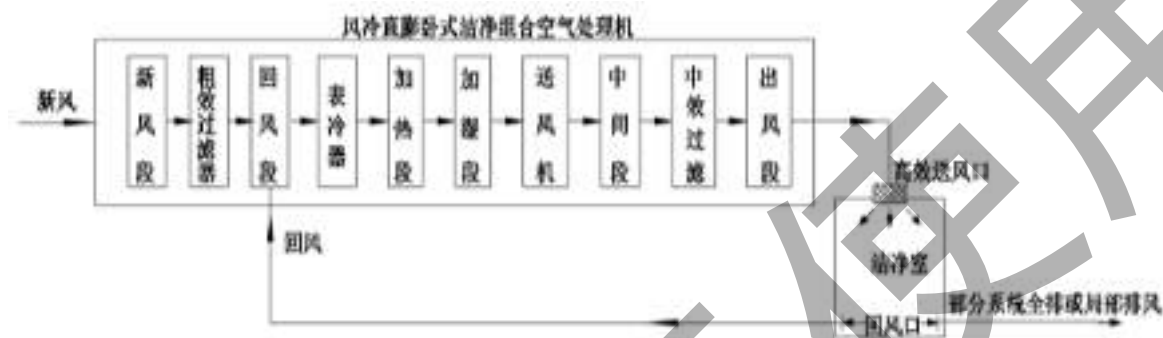 风冷直膨卧式洁净组合空气处理机
新风
新风段
粗效过滤器
回风段
表冷器
加热段
加湿段
送风机
中间段
中效过滤
出风段
高效送风口
回风
洁净室
部分系统全排或局部排风
回风口